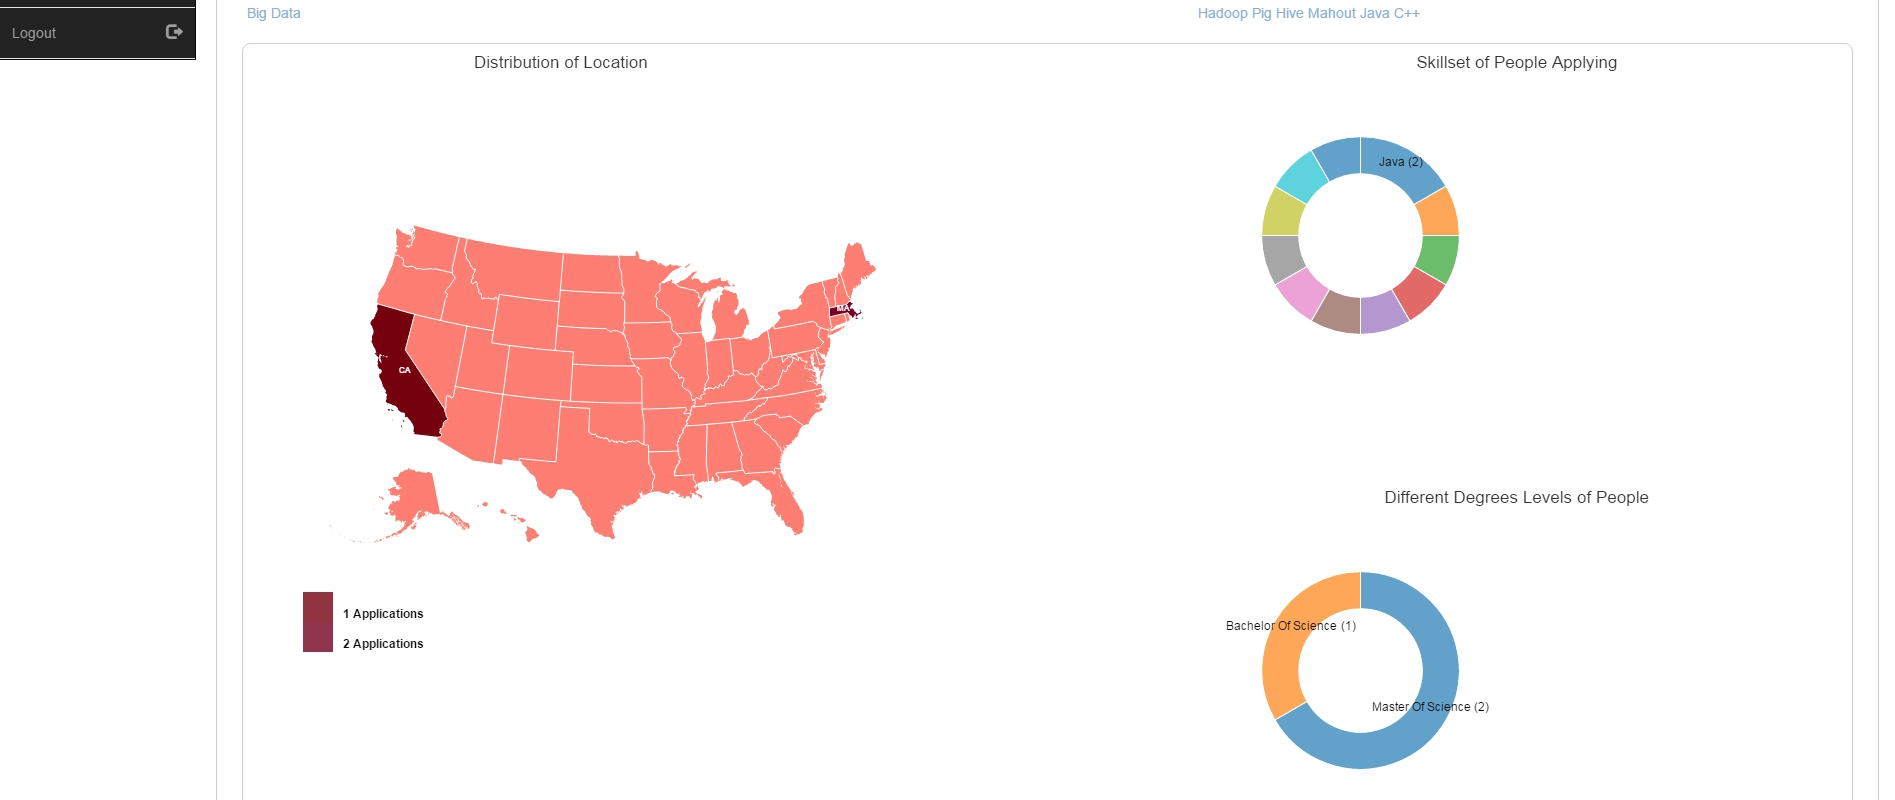 Big Data
Hadoop Pig Hive Mahout Java C++
Logout
Distribution of Location
Skillset of People Applying
Java (2)
MA
CA
Different Degrees Levels of People
1 Applications
2 Applications
Bachelor Of Science (1)
Master Of Science (2)